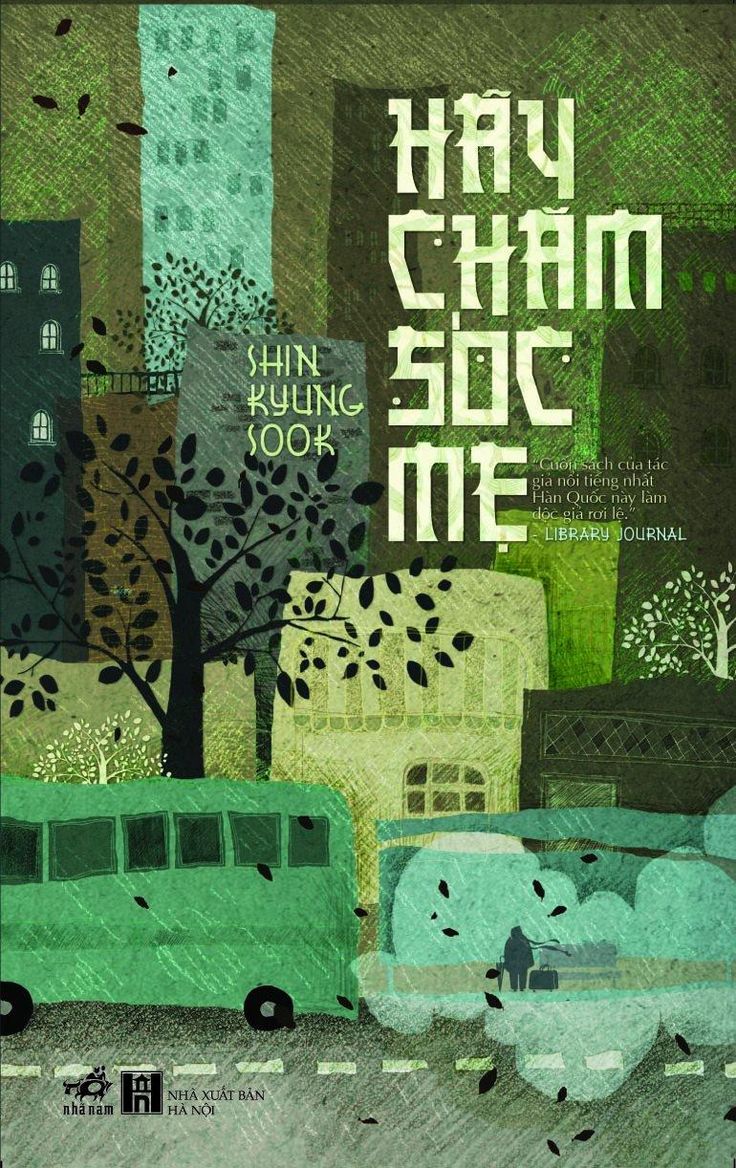 HÃY
CHĂM
SÓC
MẸ
SHIN
KYUNG
SOOK
"Cuốn sách của tác
giả nổi tiếng nhất
Hàn Quốc này làm
độc giả rơi lệ."
- LIBRARY JOURNAL
nhã nam
NHÀ XUẤT BẢN
HÀ NỘI